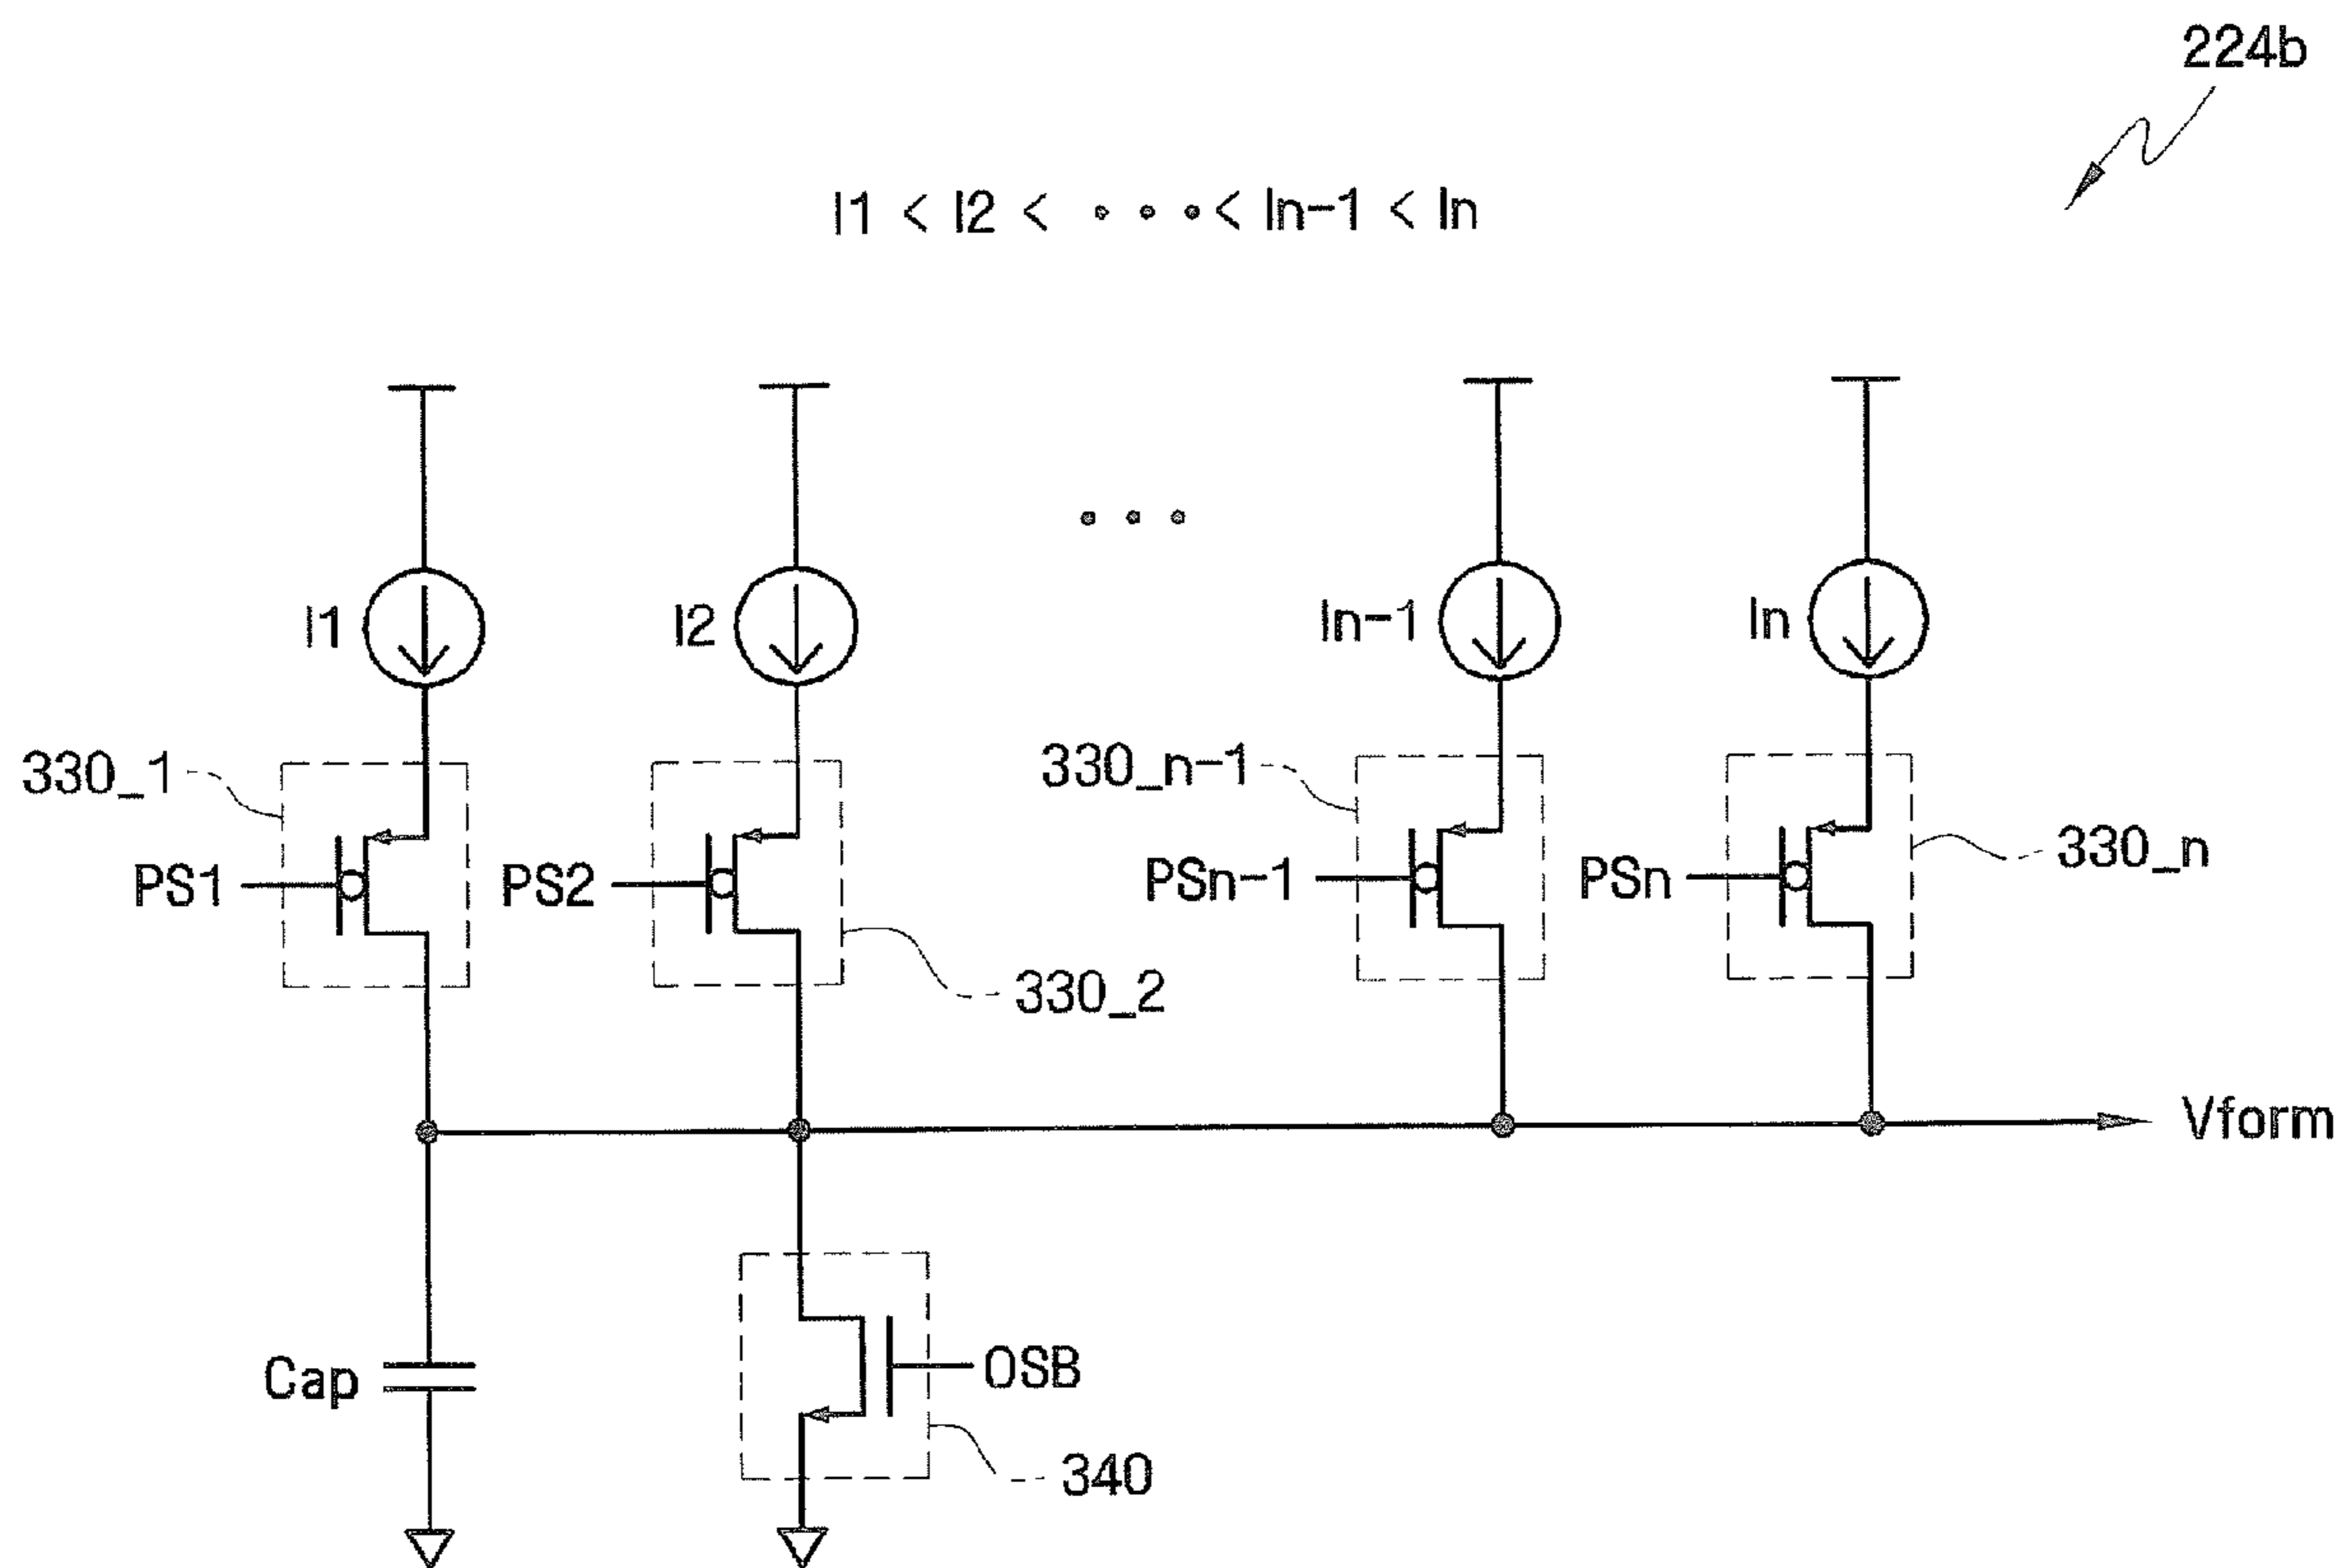 224b
I1 < I2 < • • • < In-1 < In
• • •
I1
I2
In-1
In
330_1
330_n-1
330_n
PS1
PS2
PSn-1
PSn
330_2
Vform
Cap
OSB
340